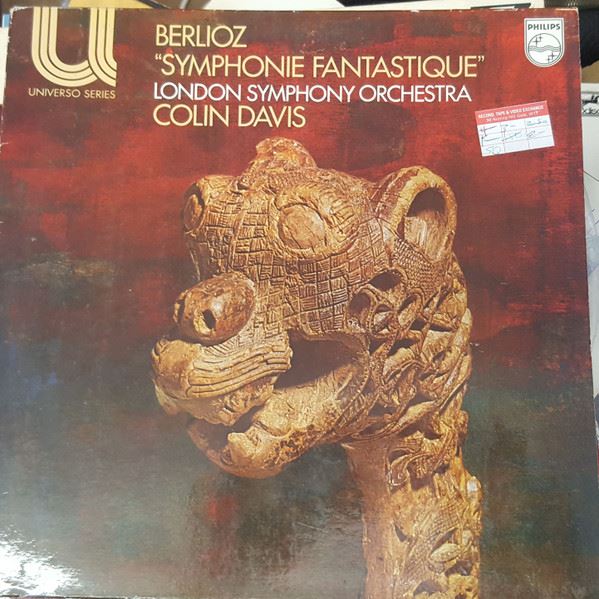 UNIVERSO SERIES
BERLIOZ
"SYMPHONIE FANTASTIQUE"
LONDON SYMPHONY ORCHESTRA
COLIN DAVIS
PHILIPS
RECORD, TAPE & VIDEO EXCHANGE